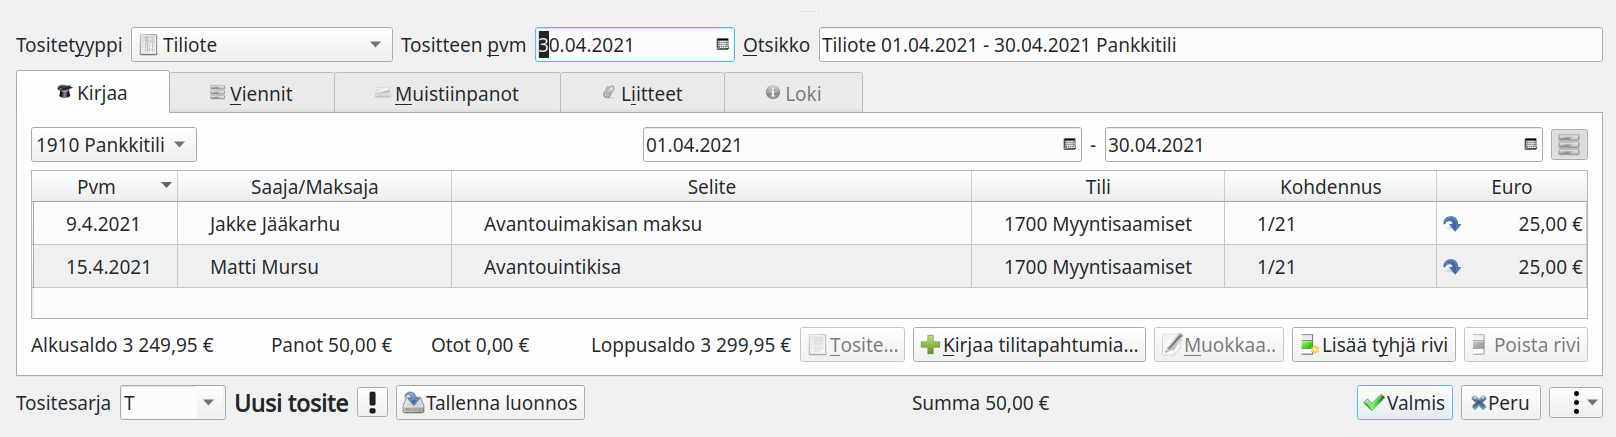 Tositetyyppi Tiliote Tositteen pvm 30.04.2021 Otsikko Tiliote 01.04.2021 - 30.04.2021 Pankkitili
Kirjaa Viennit Muistiinpanot Liitteet Loki
1910 Pankkitili 01.04.2021 - 30.04.2021
Pvm Saaja/Maksaja Selite Tili Kohdennus Euro
9.4.2021 Jakke Jääkarhu Avantouimakisan maksu 1700 Myyntisaamiset 1/21 25,00 €
15.4.2021 Matti Mursu Avantouintikisa 1700 Myyntisaamiset 1/21 25,00 €
Alkusaldo 3 249,95 € Panot 50,00 € Otot 0,00 € Loppusaldo 3 299,95 € Tosite... Kirjaa tilitapahtumia... Muokkaa.. Lisää tyhjä rivi Poista rivi
Tositesarja T Uusi tosite ! Tallenna luonnos Summa 50,00 € Valmis Peru